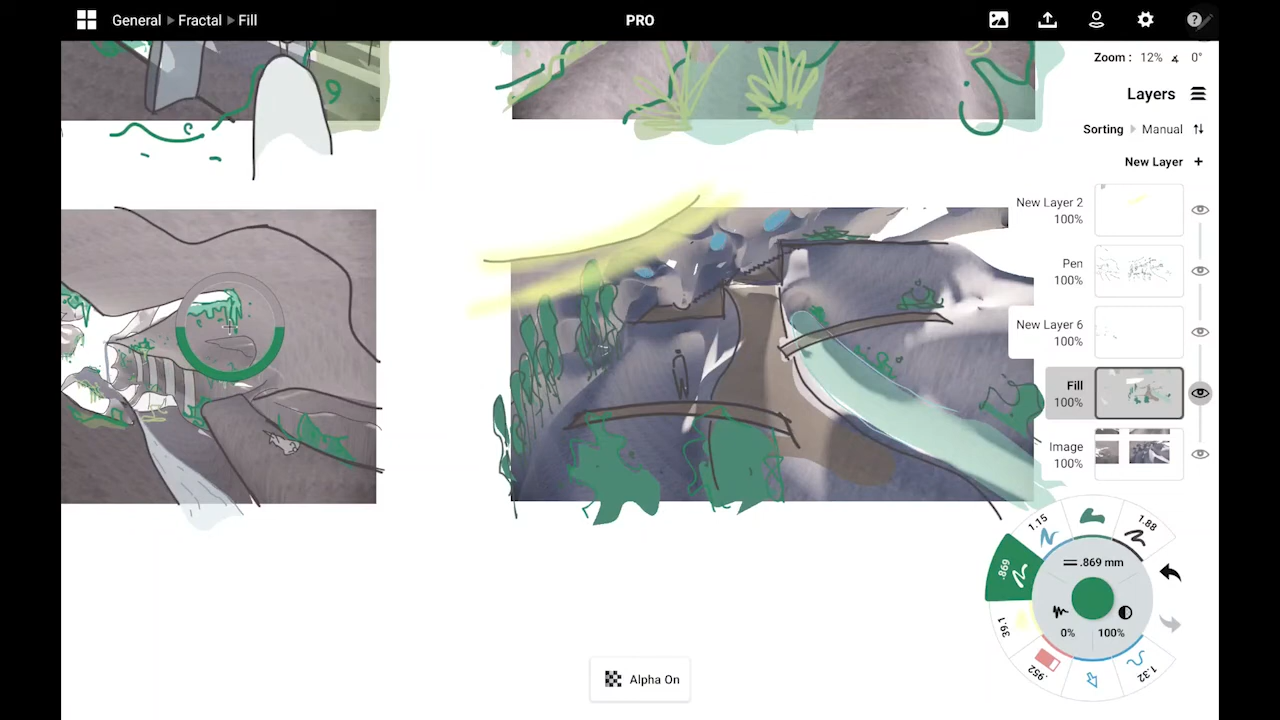 General ▸ Fractal ▸ Fill
PRO
?
Zoom : 12% 0°
Layers
Sorting ▸ Manual
New Layer +
New Layer 2
100%
Pen
100%
New Layer 6
100%
Fill
100%
Image
100%
1.15
1.88
.869
.869 mm
39.1
0%
100%
.952
1.32
Alpha On